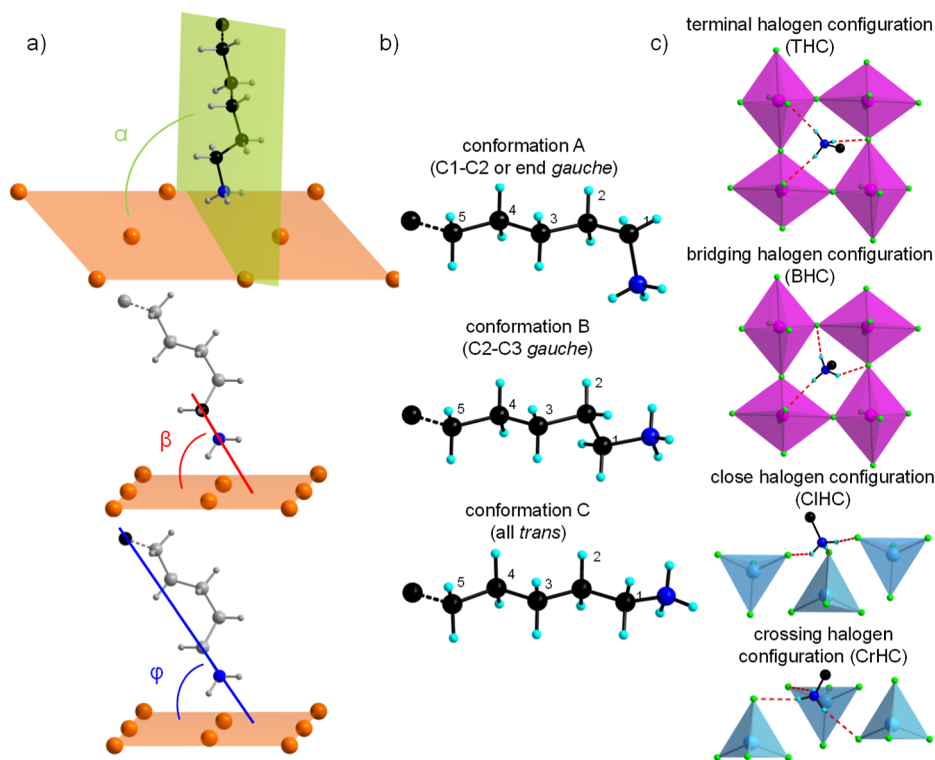 a)
α
β
φ
b)
conformation A
(C1-C2 or end gauche)
5
4
3
2
1
conformation B
(C2-C3 gauche)
5
4
3
2
1
conformation C
(all trans)
5
4
3
2
1
c)
terminal halogen configuration
(THC)
bridging halogen configuration
(BHC)
close halogen configuration
(ClHC)
crossing halogen
configuration (CrHC)